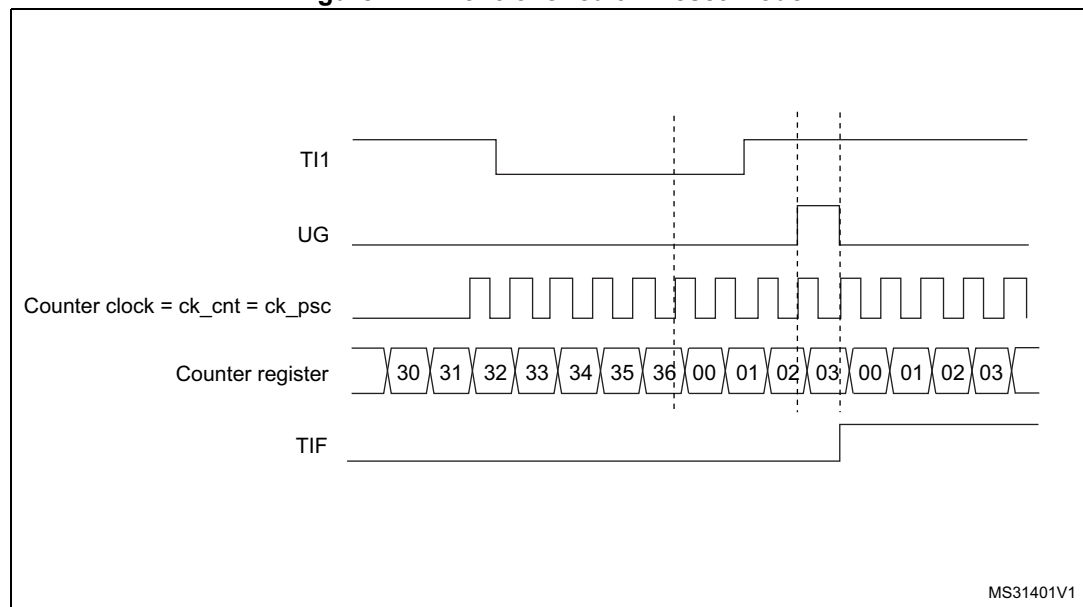 TI1
UG
Counter clock = ck_cnt = ck_psc
Counter register
30 31 32 33 34 35 36 00 01 02 03 00 01 02 03
TIF
MS31401V1